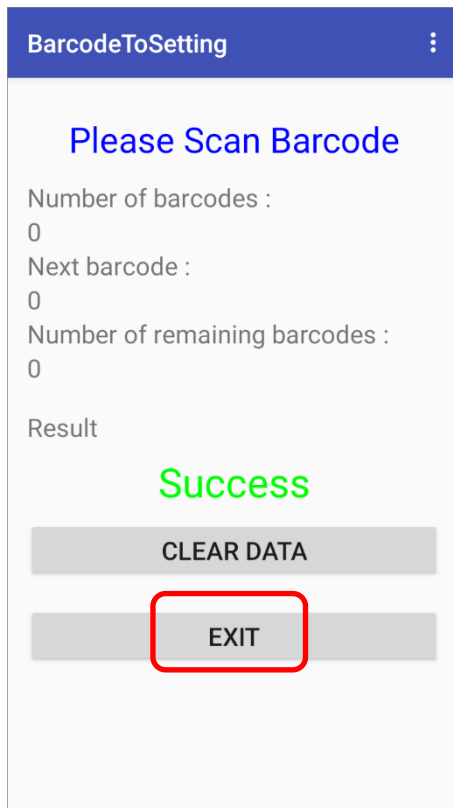 BarcodeToSetting
Please Scan Barcode
Number of barcodes :
0
Next barcode :
0
Number of remaining barcodes :
0
Result
Success
CLEAR DATA
EXIT